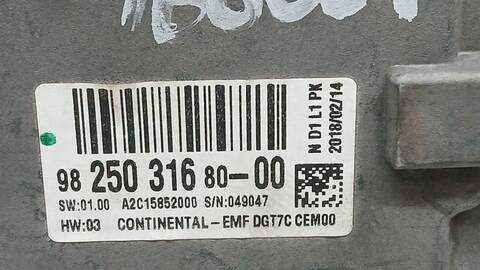 98 250 316 80-00
SW:01.00 A2C15852000 S/N:049047
HW:03 CONTINENTAL-EMF DGT7C CEM00
N D1 L1 PK
2018/02/14